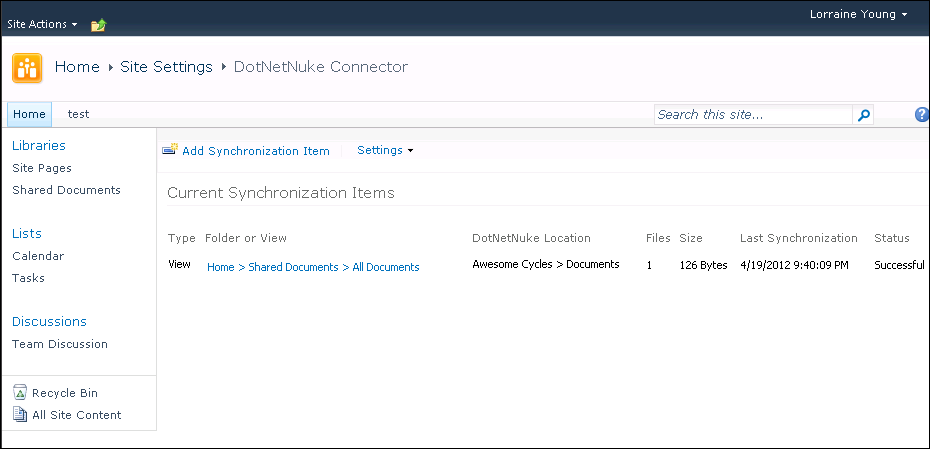 Lorraine Young
Site Actions
Home Site Settings DotNetNuke Connector
Home test Search this site... ?
Libraries
Site Pages
Shared Documents
Lists
Calendar
Tasks
Discussions
Team Discussion
Recycle Bin
All Site Content
Add Synchronization Item Settings
Current Synchronization Items
Type Folder or View DotNetNuke Location Files Size Last Synchronization Status
View Home > Shared Documents > All Documents Awesome Cycles > Documents 1 126 Bytes 4/19/2012 9:40:09 PM Successful